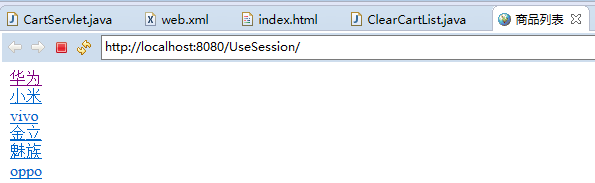 CartServlet.java web.xml index.html ClearCartList.java 商品列表
http://localhost:8080/UseSession/
华为
小米
vivo
金立
魅族
oppo